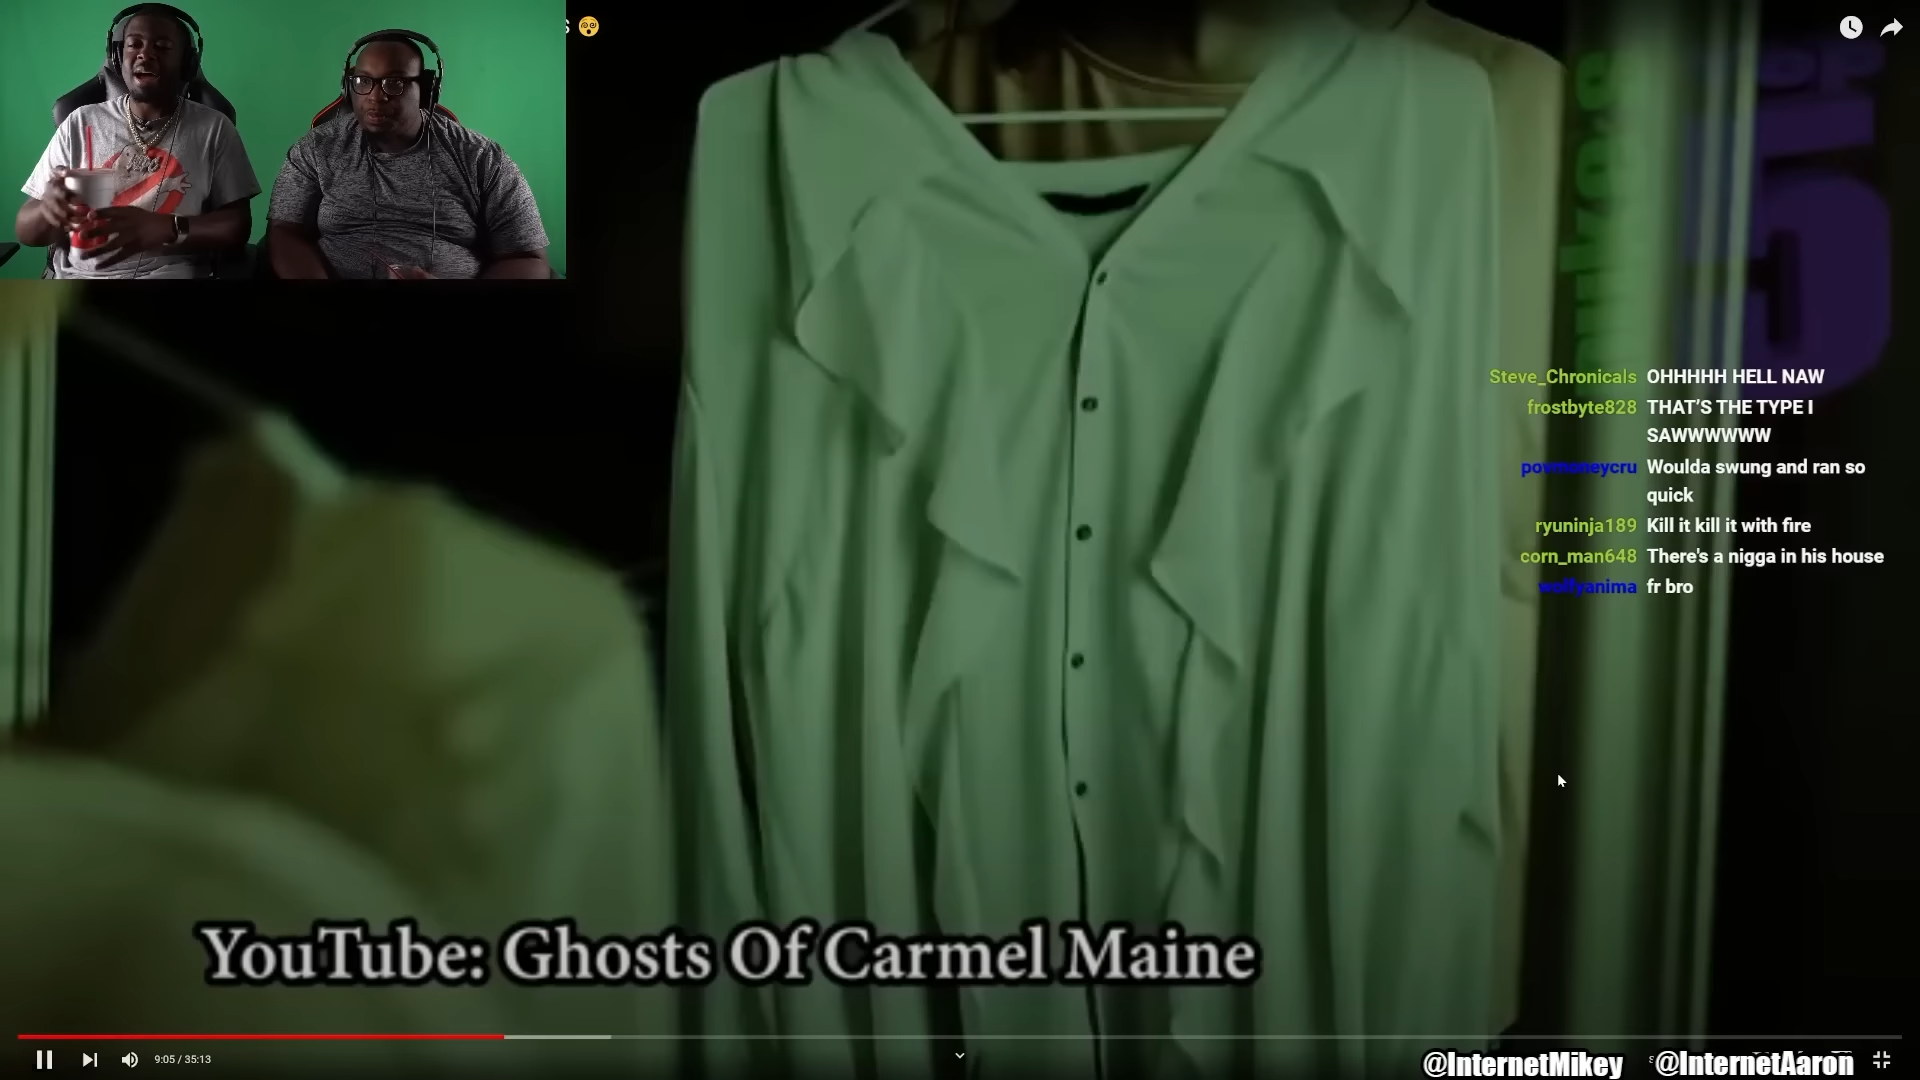 Steve_Chronicals OHHHHH HELL NAW
frostbyte828 THAT’S THE TYPE I
SAWWWWWW
povmoneycru Woulda swung and ran so
quick
ryuninja189 Kill it kill it with fire
corn_man648 There's a nigga in his house
wolfyanima fr bro
YouTube: Ghosts Of Carmel Maine
9:05 / 35:13
@InternetMikey @InternetAaron